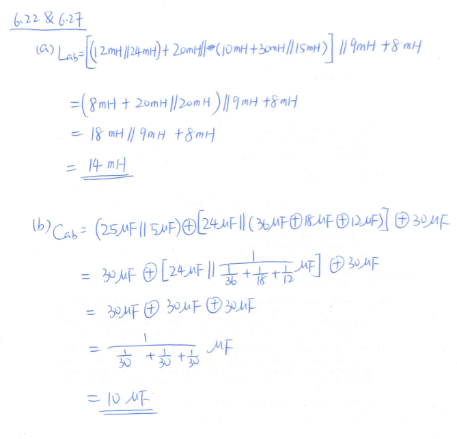 6.22 & 6.27
(a) Lab=[(12mH//24mH)+20mH//(10mH+30mH//15mH)]//9mH+8mH
=(8mH+20mH//20mH)//9mH+8mH
= 18mH//9mH +8mH
= 14 mH
(b) Cab= (25μF//5μF)⊕[24μF//(36μF⊕18μF⊕12μF)]⊕30μF
= 30μF ⊕ [24μF // 1/(1/36 + 1/18 + 1/12) μF] ⊕ 30μF
= 30μF ⊕ 30μF ⊕ 30μF
= 1/(1/30 + 1/30 + 1/30) μF
= 10 μF